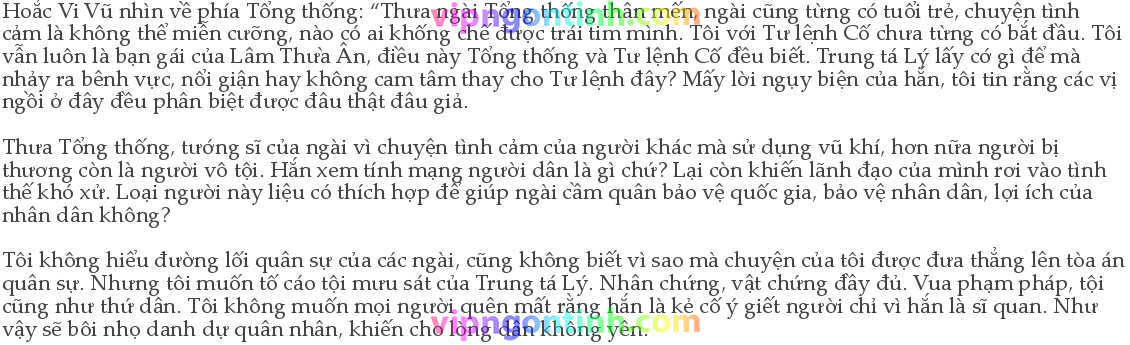 Hoắc Vi Vũ nhìn về phía Tổng thống: “Thưa ngài Tổng thống thân mến, ngài cũng từng có tuổi trẻ, chuyện tình
cảm là không thể miễn cưỡng, nào có ai khống chế được trái tim mình. Tôi với Tư lệnh Cố chưa từng có bắt đầu. Tôi
vẫn luôn là bạn gái của Lâm Thưa Ân, điều này Tổng thống và Tư lệnh Cố đều biết. Trung tá Lý lấy cớ gì để mà
nhảy ra bênh vực, nổi giận hay không cam tâm thay cho Tư lệnh đây? Mấy lời ngụy biện của hắn, tôi tin rằng các vị
ngồi ở đây đều phân biệt được đâu thật đâu giả.
Thưa Tổng thống, tướng sĩ của ngài vì chuyện tình cảm của người khác mà sử dụng vũ khí, hơn nữa người bị
thương còn là người vô tội. Hắn xem tính mạng người dân là gì chứ? Lại còn khiến lãnh đạo của mình rơi vào tình
thế khó xử. Loại người này liệu có thích hợp để giúp ngài cầm quân bảo vệ quốc gia, bảo vệ nhân dân, lợi ích của
nhân dân không?
Tôi không hiểu đường lối quân sự của các ngài, cũng không biết vì sao mà chuyện của tôi được đưa thẳng lên tòa án
quân sự. Nhưng tôi muốn tố cáo tội mưu sát của Trung tá Lý. Nhân chứng, vật chứng đầy đủ. Vua phạm pháp, tội
cũng như thứ dân. Tôi không muốn mọi người quên mất rằng hắn là kẻ cố ý giết người chỉ vì hắn là sĩ quan. Như
vậy sẽ bôi nhọ danh dự quân nhân, khiến cho lòng dân không yên.
vipngontinh.com
vipngontinh.com